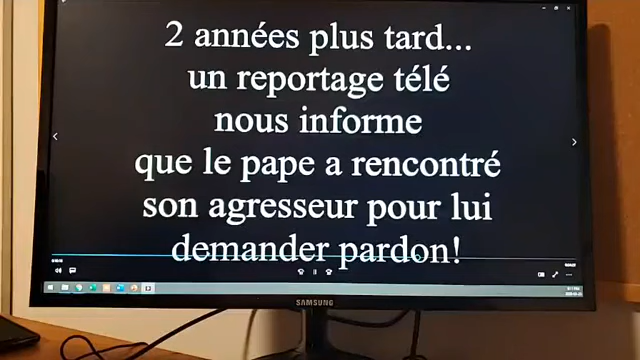 2 années plus tard...
un reportage télé
nous informe
que le pape a rencontré
son agresseur pour lui
demander pardon!
SAMSUNG